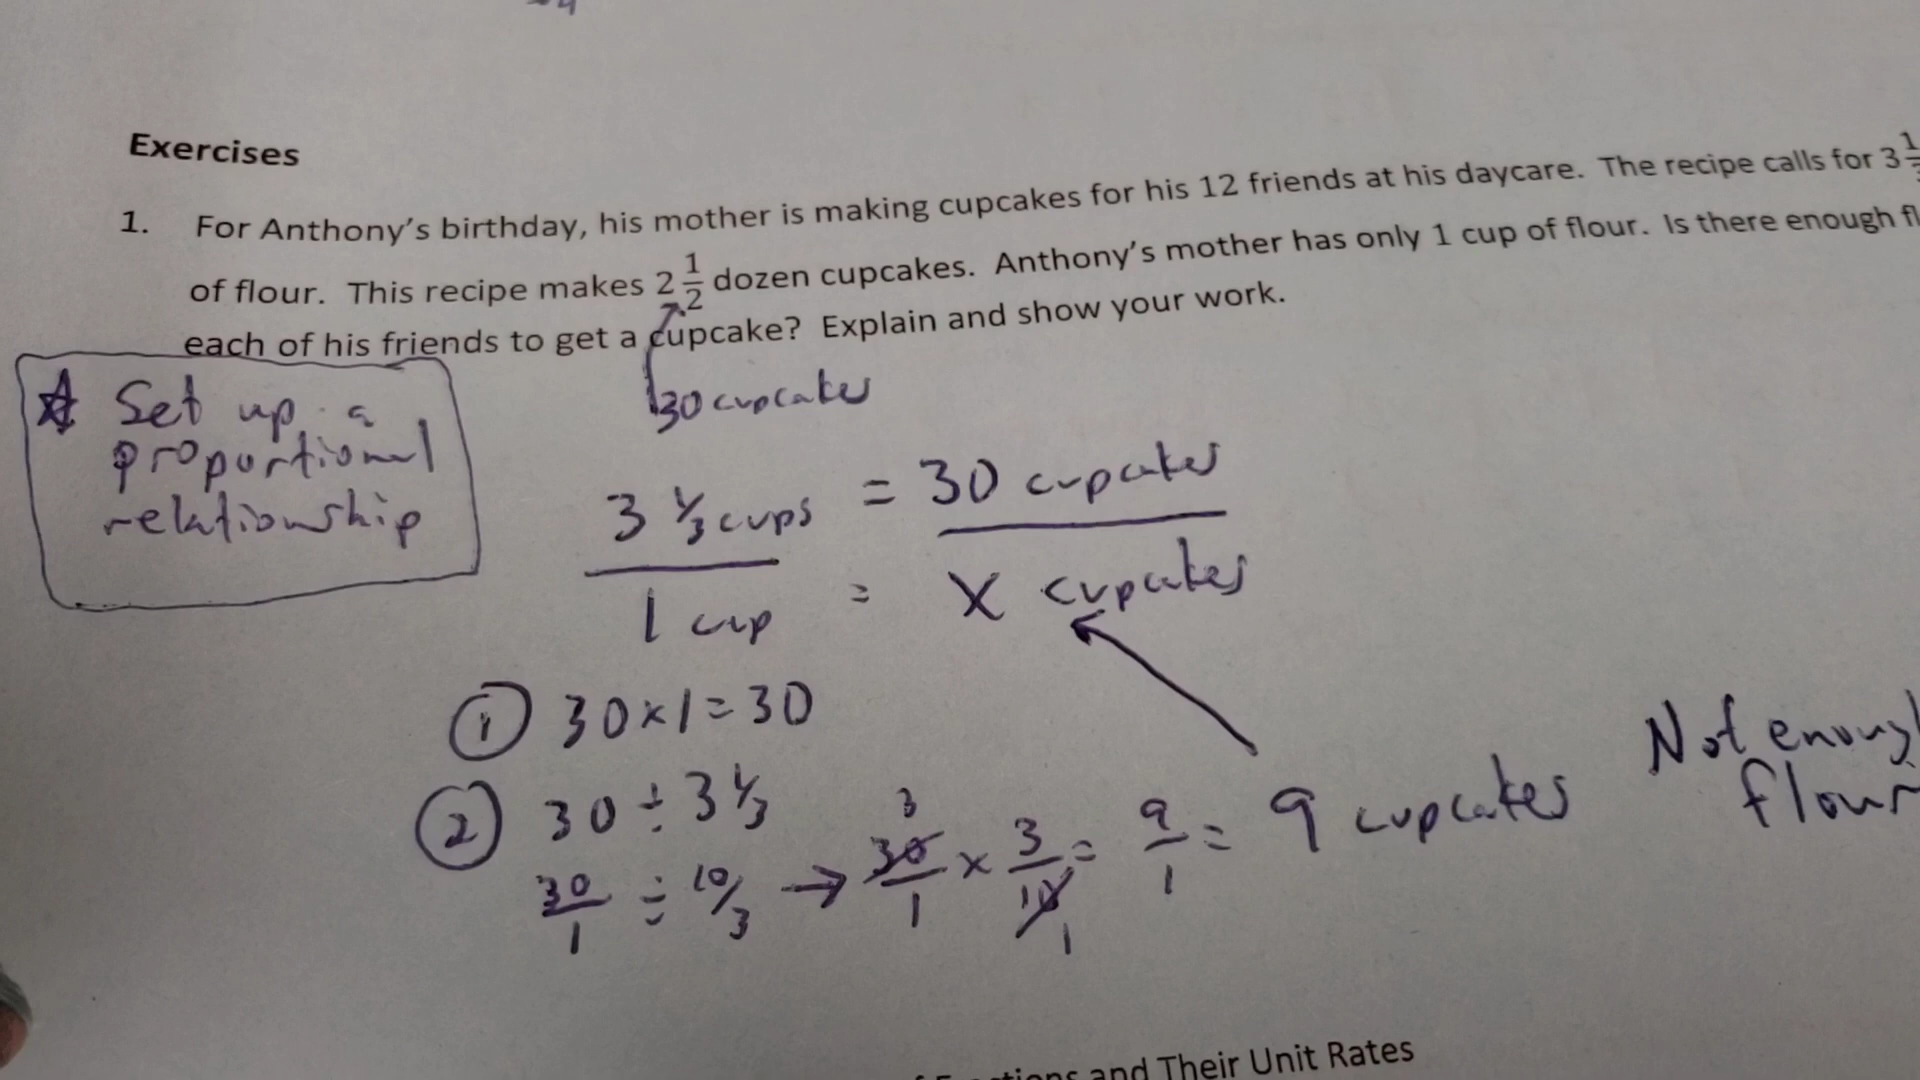 Exercises
1. For Anthony's birthday, his mother is making cupcakes for his 12 friends at his daycare. The recipe calls for 3 1/
of flour. This recipe makes 2 1/2 dozen cupcakes. Anthony's mother has only 1 cup of flour. Is there enough fl
each of his friends to get a cupcake? Explain and show your work.
30 cupcakes
☆ Set up a
proportional
relationship
3 1/3 cups = 30 cupcakes
1 cup = x cupcakes
① 30 × 1 = 30
② 30 ÷ 3 1/3
30/1 ÷ 10/3 → 3 30/1 × 3/10 1 = 9/1 = 9 cupcakes
Not enough
flour
and Their Unit Rates